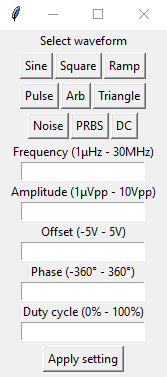 Select waveform
Sine Square Ramp
Pulse Arb Triangle
Noise PRBS DC
Frequency (1μHz - 30MHz)
Amplitude (1μVpp - 10Vpp)
Offset (-5V - 5V)
Phase (-360° - 360°)
Duty cycle (0% - 100%)
Apply setting